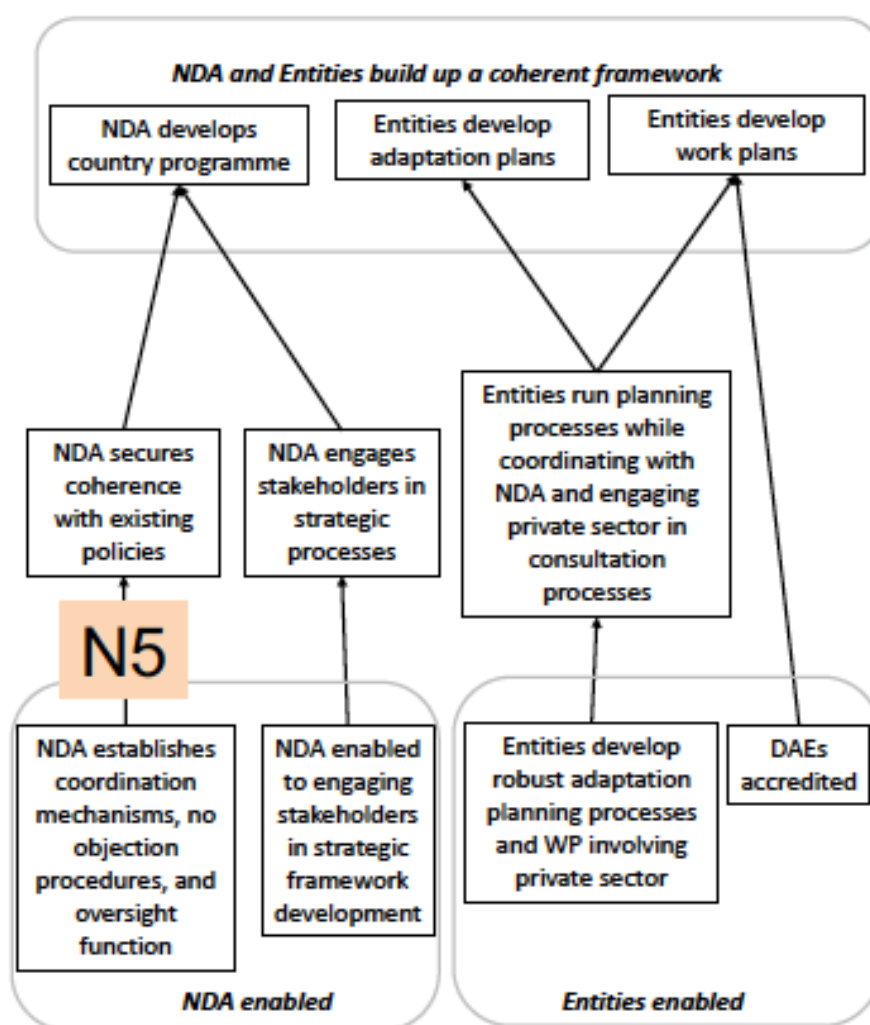 NDA and Entities build up a coherent framework
NDA develops
country programme
Entities develop
adaptation plans
Entities develop
work plans
NDA secures
coherence
with existing
policies
NDA engages
stakeholders in
strategic
processes
Entities run planning
processes while
coordinating with
NDA and engaging
private sector in
consultation
processes
N5
NDA establishes
coordination
mechanisms, no
objection
procedures, and
oversight
function
NDA enabled
to engaging
stakeholders
in strategic
framework
development
Entities develop
robust adaptation
planning processes
and WP involving
private sector
DAEs
accredited
NDA enabled
Entities enabled